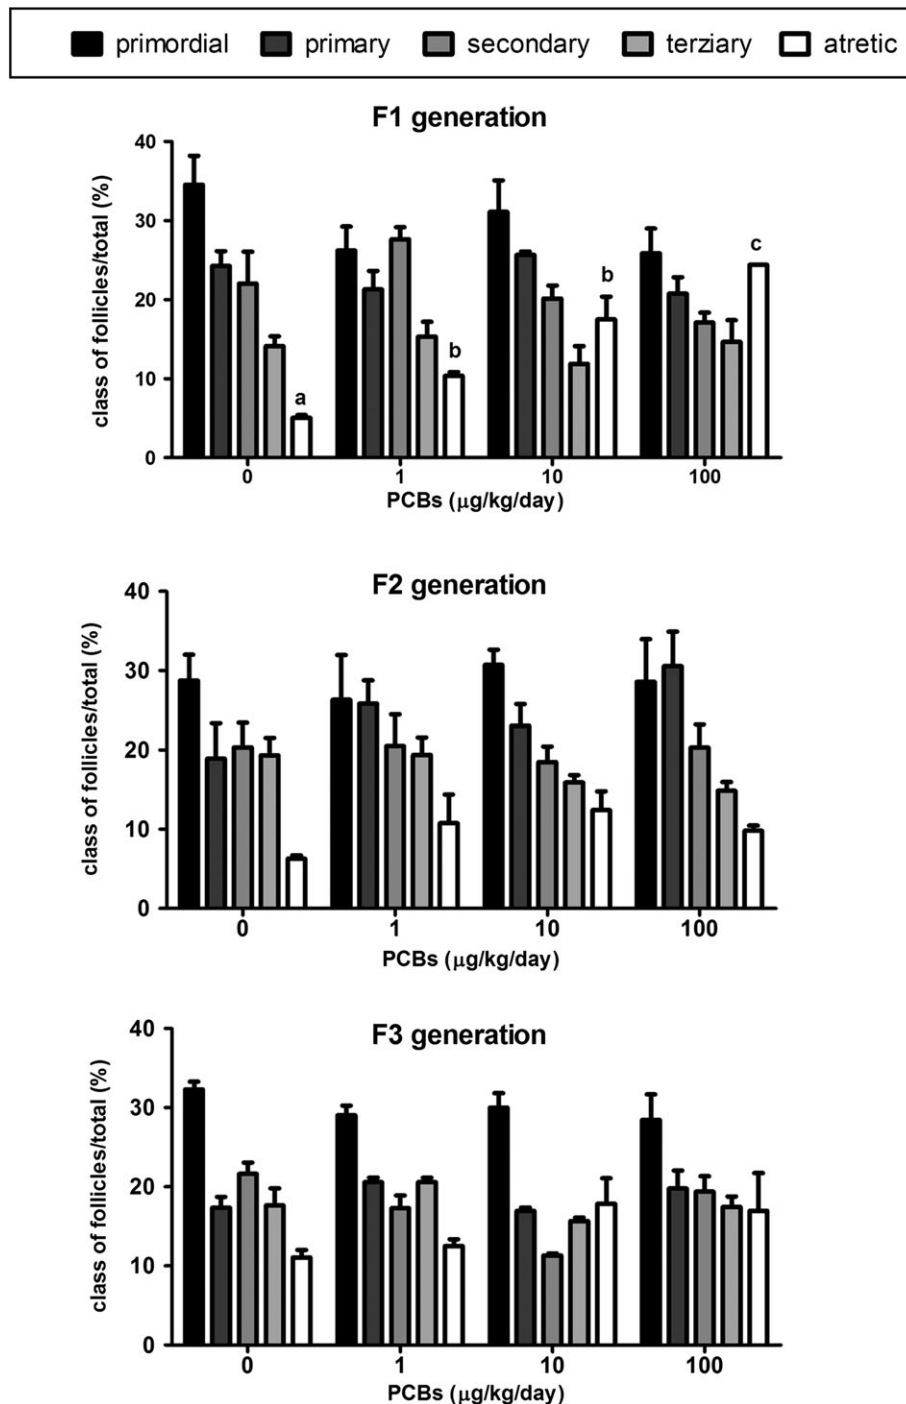 primordial primary secondary terziary atretic
F1 generation
class of follicles/total (%)
40
30
20
10
0
a
b
b
c
0 1 10 100
PCBs (μg/kg/day)
F2 generation
class of follicles/total (%)
40
30
20
10
0
0 1 10 100
PCBs (μg/kg/day)
F3 generation
class of follicles/total (%)
40
30
20
10
0
0 1 10 100
PCBs (μg/kg/day)